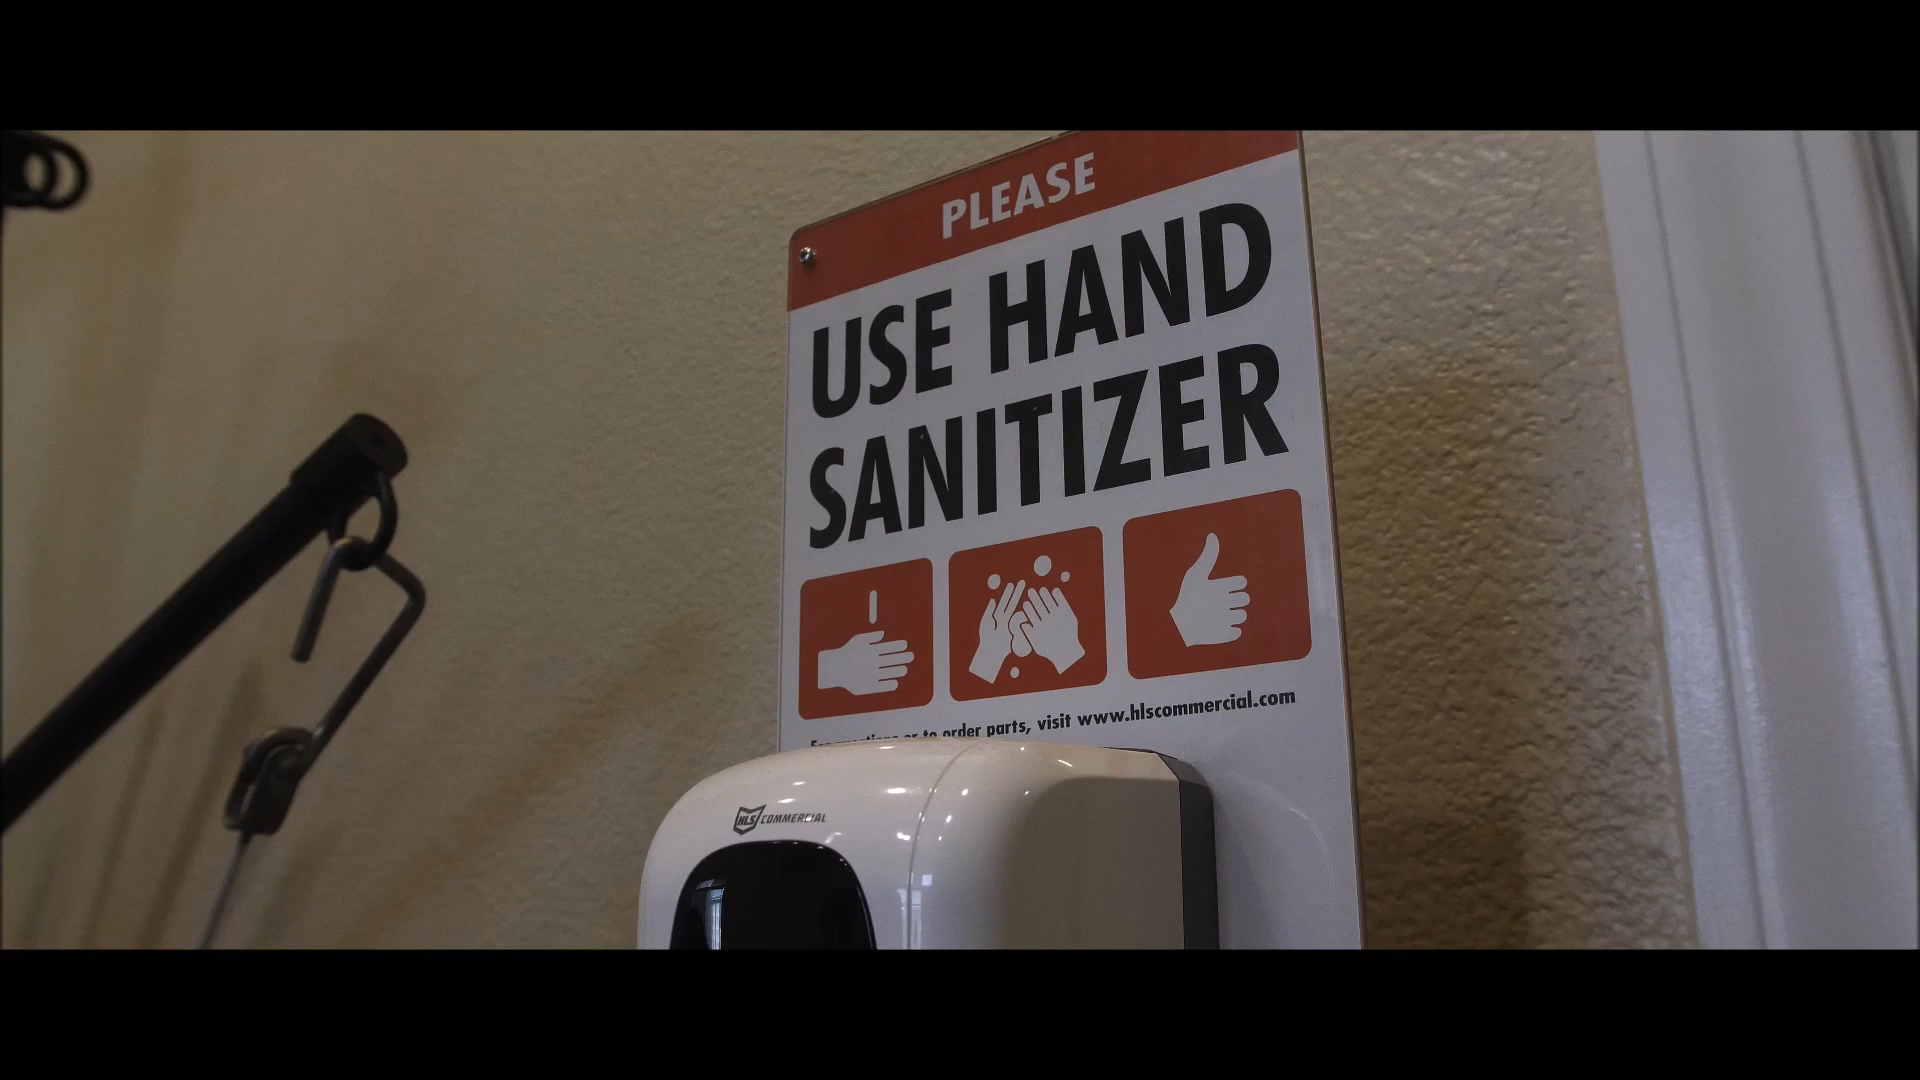 PLEASE
USE HAND
SANITIZER
order parts, visit www.hlscommercial.com
HLS COMMERCIAL